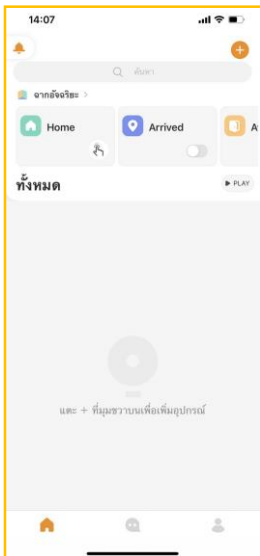 14:07
ค้นหา
ฉากอัจฉริยะ >
Home
Arrived
A
ทั้งหมด
PLAY
แตะ + ที่มุมขวาบนเพื่อเพิ่มอุปกรณ์